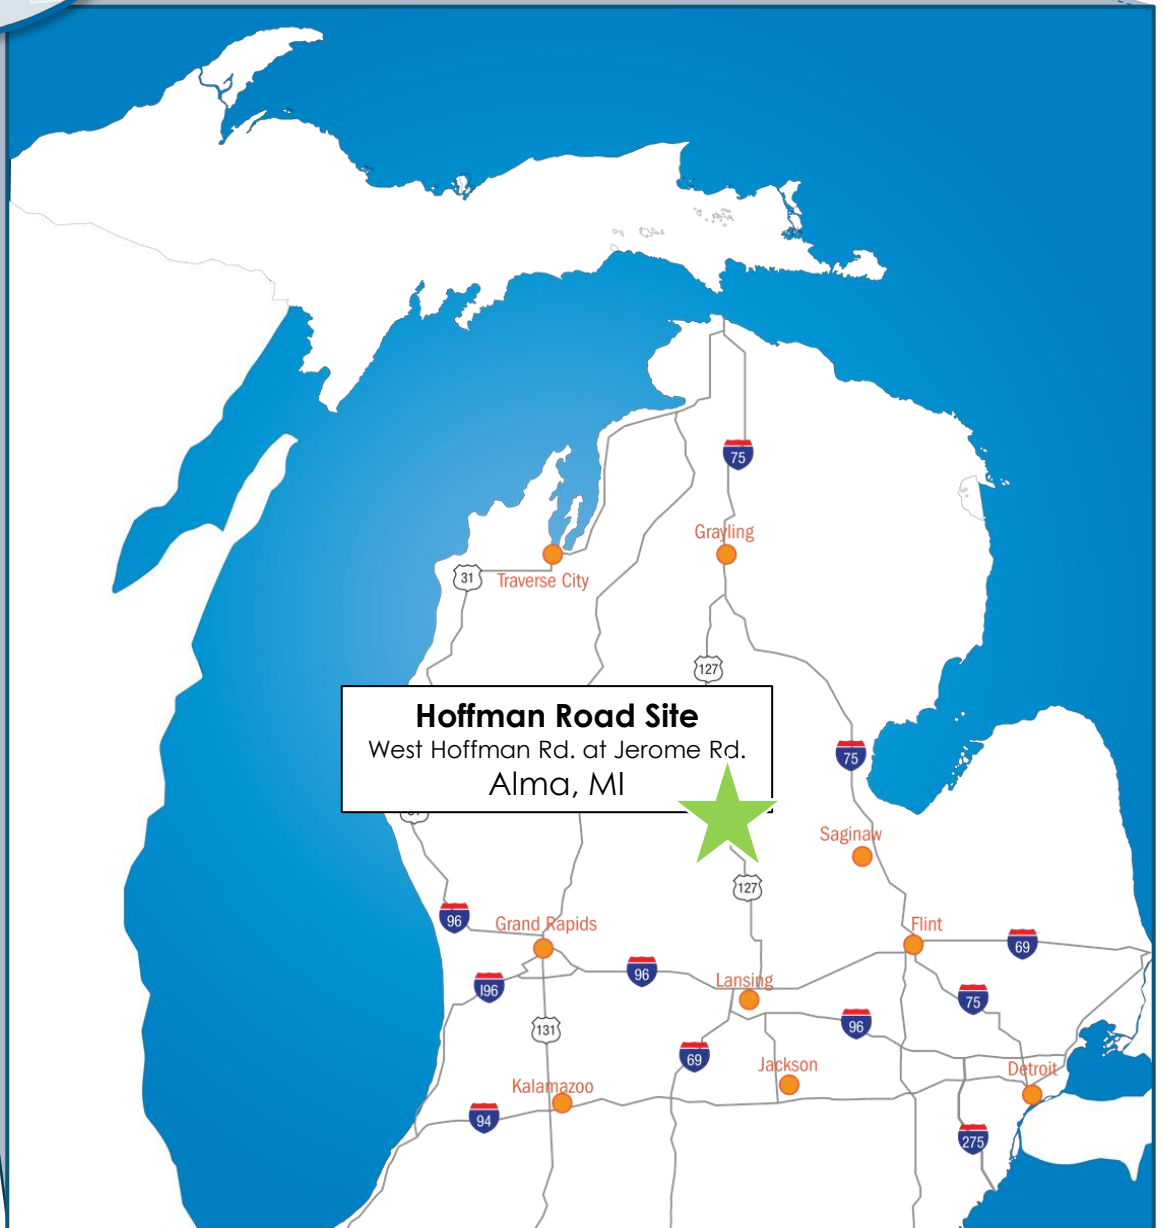 75
Grayling
31
Traverse City
127
Hoffman Road Site
West Hoffman Rd. at Jerome Rd.
Alma, MI
75
Saginaw
127
96
Grand Rapids
Flint
69
96
I96
Lansing
75
131
96
69
Jackson
Detroit
Kalamazoo
94
275